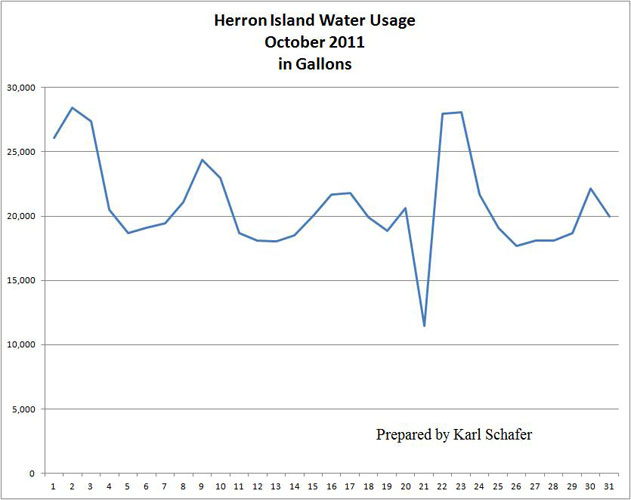 Herron Island Water Usage
October 2011
in Gallons
30,000
25,000
20,000
15,000
10,000
5,000
0
Prepared by Karl Schafer
1 2 3 4 5 6 7 8 9 10 11 12 13 14 15 16 17 18 19 20 21 22 23 24 25 26 27 28 29 30 31